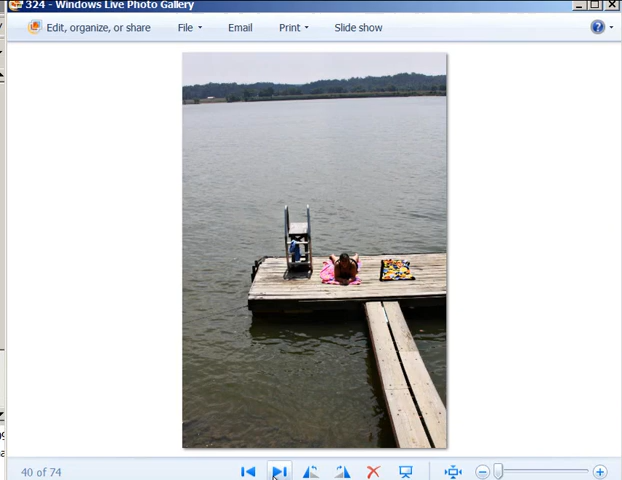 324 - Windows Live Photo Gallery
Edit, organize, or share File Email Print Slide show ?
40 of 74